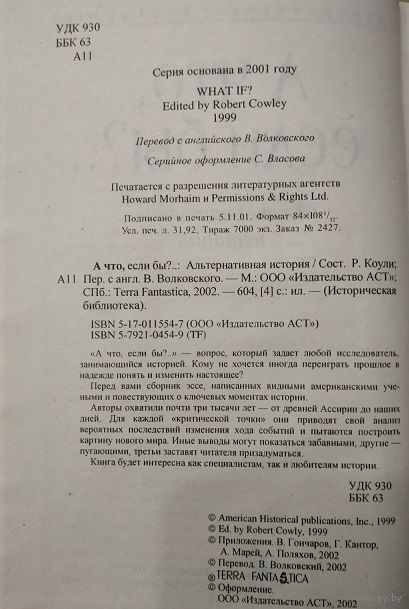 УДК 930
ББК 63
А11
Серия основана в 2001 году
WHAT IF?
Edited by Robert Cowley
1999
Перевод с английского В. Волковского
Серийное оформление С. Власова
Печатается с разрешения литературных агентств
Howard Morhaim и Permissions & Rights Ltd.
Подписано в печать 5.11.01. Формат 84×108 1/32.
Усл. печ. л. 31,92. Тираж 7000 экз. Заказ № 2427.
А что, если бы?..: Альтернативная история / Сост. Р. Коули;
А11 Пер. с англ. В. Волковского. — М.: ООО «Издательство АСТ»;
СПб.: Terra Fantastica, 2002. — 604, [4] с.: ил. — (Историческая
библиотека).
ISBN 5-17-011554-7 (ООО «Издательство АСТ»)
ISBN 5-7921-0454-9 (TF)
«А что, если бы?..» — вопрос, который задает любой исследователь,
занимающийся историей. Кому не хочется иногда переиграть прошлое в
надежде понять и изменить настоящее?
Перед вами сборник эссе, написанных видными американскими уче-
ными и повествующих о ключевых моментах истории.
Авторы охватили почти три тысячи лет — от древней Ассирии до наших
дней. Для каждой «критической точки» они приводят свой анализ
вероятных последствий изменения хода событий и пытаются построить
картину нового мира. Иные выводы могут показаться забавными, другие —
пугающими, третьи заставят читателя призадуматься.
Книга будет интересна как специалистам, так и любителям истории.
УДК 930
ББК 63
© American Historical publications, Inc., 1999
© Ed. by Robert Cowly, 1999
© Приложения. В. Гончаров, Г. Кантор,
А. Марей, А. Поляхов, 2002
© Перевод. В. Волковский, 2002
® TERRA FANTASTICA
© Оформление.
ООО «Издательство АСТ», 2002